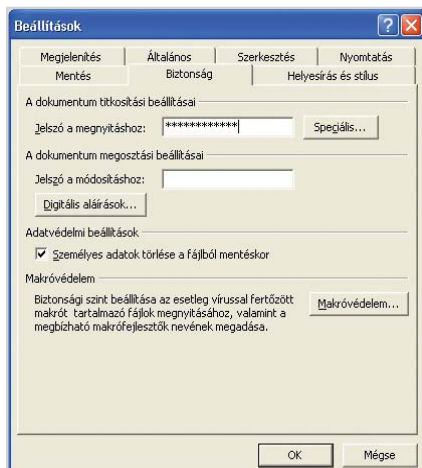 Beállítások
Megjelenítés Általános Szerkesztés Nyomtatás
Mentés Biztonság Helyesírás és stílus
A dokumentum titkosítási beállításai
Jelszó a megnyitáshoz: ************ Speciális...
A dokumentum megosztási beállításai
Jelszó a módosításhoz:
Digitális aláírások...
Adatvédelmi beállítások
Személyes adatok törlése a fájlból mentéskor
Makróvédelem
Biztonsági szint beállítása az esetleg vírussal fertőzött
makrót tartalmazó fájlok megnyitásához, valamint a
megbízható makrófejlesztők nevének megadása.
Makróvédelem...
OK Mégse